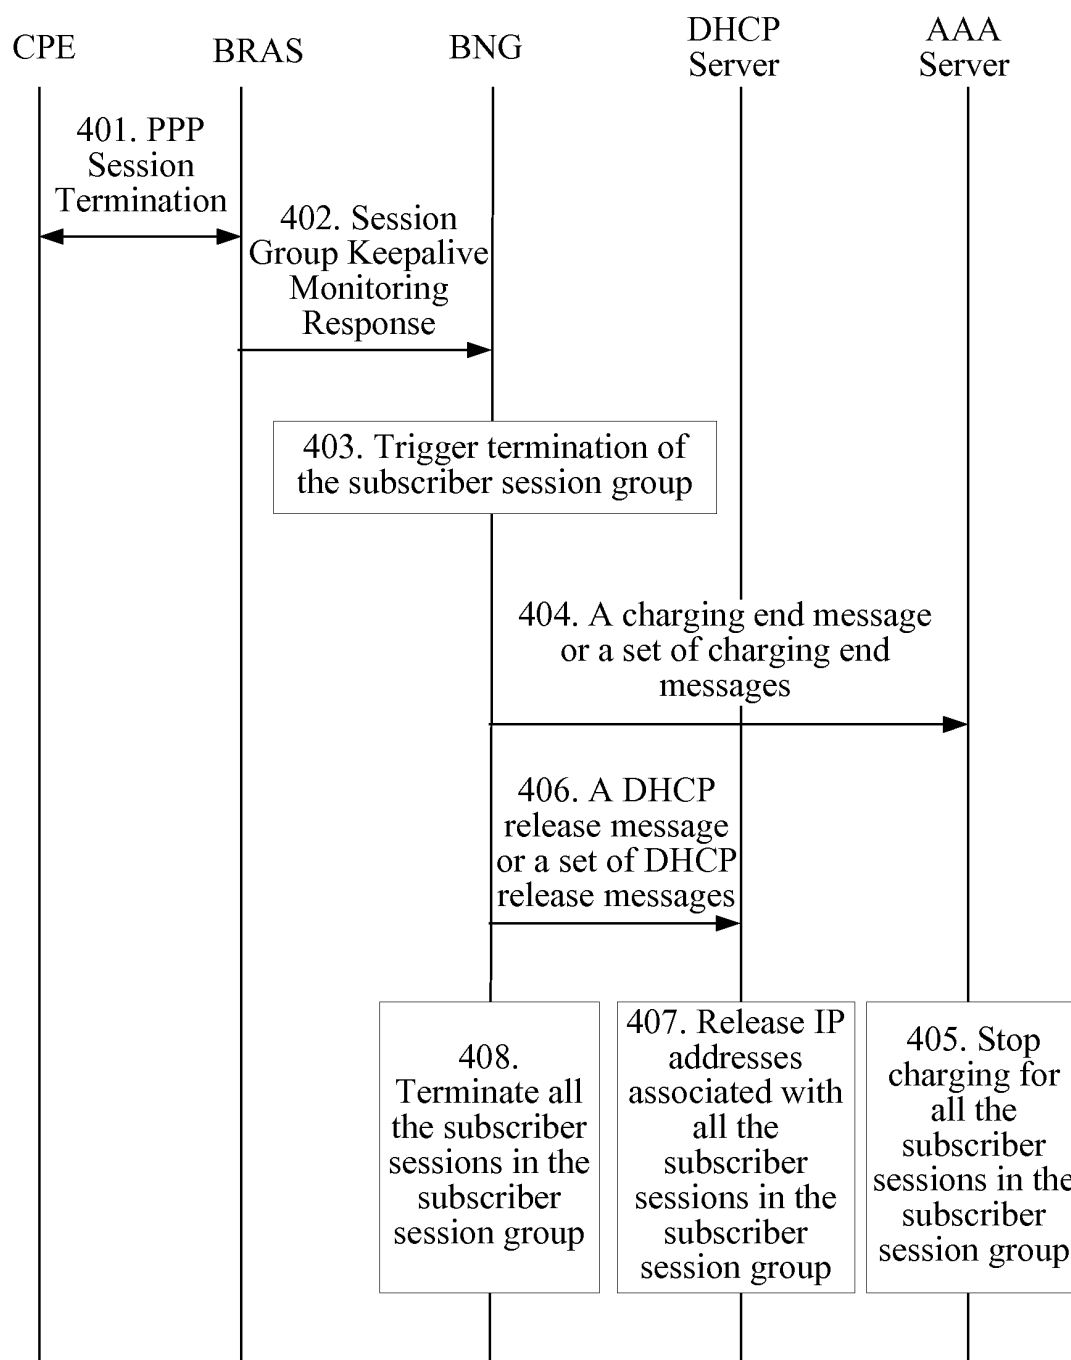 CPE
BRAS
BNG
DHCP
Server
AAA
Server
401. PPP
Session
Termination
402. Session
Group Keepalive
Monitoring
Response
403. Trigger termination of
the subscriber session group
404. A charging end message
or a set of charging end
messages
406. A DHCP
release message
or a set of DHCP
release messages
408.
Terminate all
the subscriber
sessions in the
subscriber
session group
407. Release IP
addresses
associated with
all the
subscriber
sessions in the
subscriber
session group
405. Stop
charging for
all the
subscriber
sessions in the
subscriber
session group